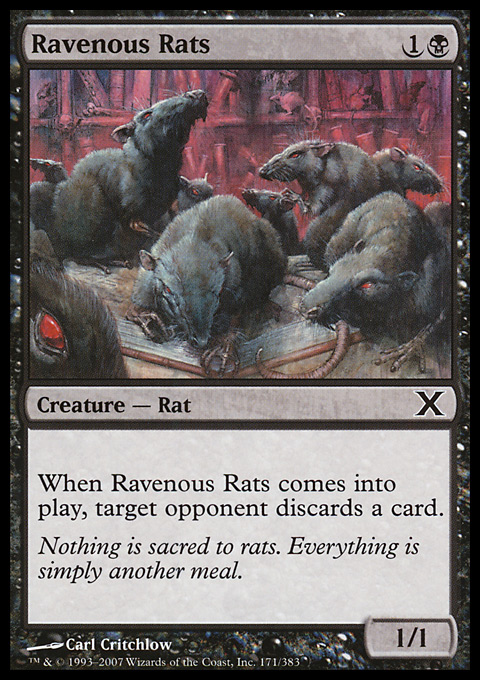 Ravenous Rats 1
Creature — Rat X
When Ravenous Rats comes into
play, target opponent discards a card.
Nothing is sacred to rats. Everything is
simply another meal.
Carl Critchlow
1/1
™ & © 1993–2007 Wizards of the Coast, Inc. 171/383